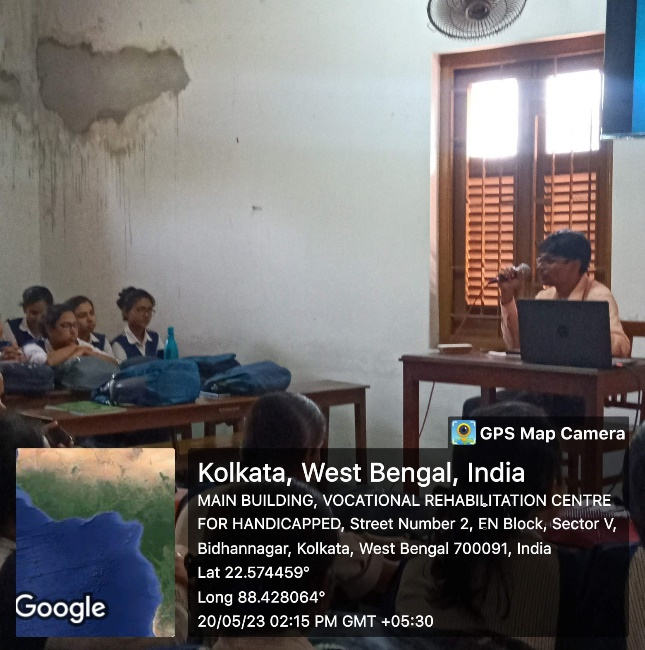 GPS Map Camera
Kolkata, West Bengal, India
MAIN BUILDING, VOCATIONAL REHABILITATION CENTRE
FOR HANDICAPPED, Street Number 2, EN Block, Sector V,
Bidhannagar, Kolkata, West Bengal 700091, India
Lat 22.574459°
Long 88.428064°
20/05/23 02:15 PM GMT +05:30
Google